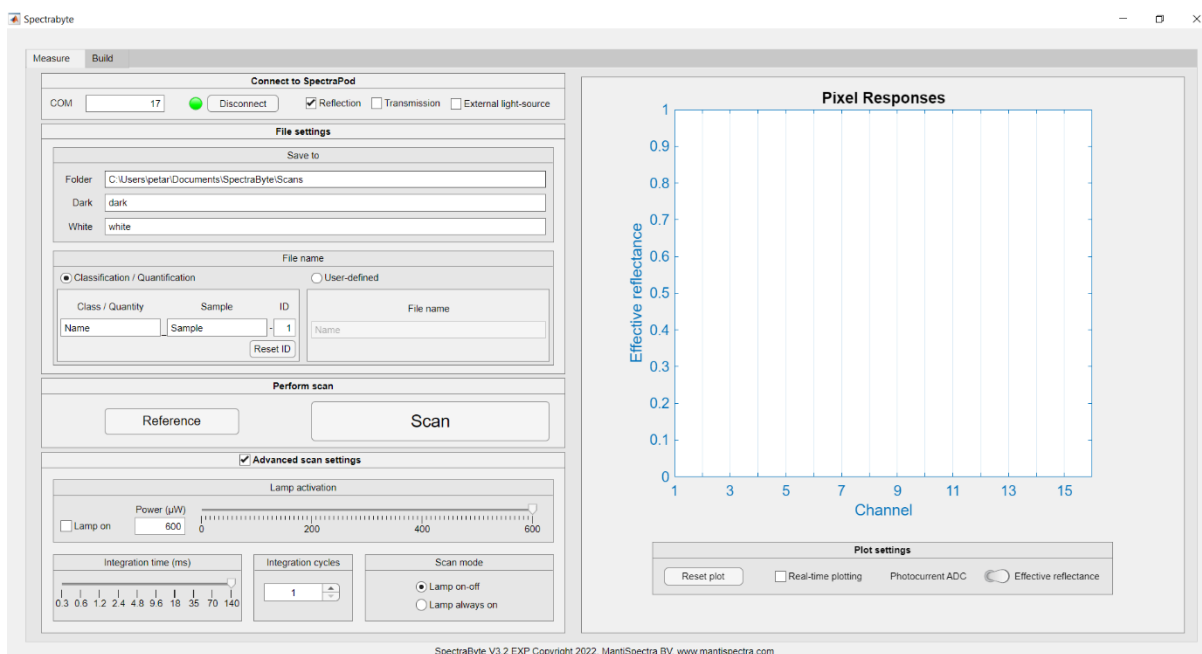 Spectrabyte
Measure Build
Connect to SpectraPod
COM 17 Disconnect Reflection Transmission External light-source
File settings
Save to
Folder C:\Users\petar\Documents\SpectraByte\Scans
Dark dark
White white
File name
Classification / Quantification User-defined
Class / Quantity Sample ID
Name _ Sample - 1
Reset ID
File name
Name
Perform scan
Reference Scan
Advanced scan settings
Lamp activation
Lamp on
Power (µW)
600
0 200 400 600
Integration time (ms)
0.3 0.6 1.2 2.4 4.8 9.6 18 35 70 140
Integration cycles
1
Scan mode
Lamp on-off
Lamp always on
Pixel Responses
1
0.9
0.8
0.7
0.6
0.5
0.4
0.3
0.2
0.1
0
Effective reflectance
1 3 5 7 9 11 13 15
Channel
Plot settings
Reset plot Real-time plotting Photocurrent ADC Effective reflectance
SpectraByte V3.2 EXP Copyright 2022, MantiSpectra BV, www.mantispectra.com